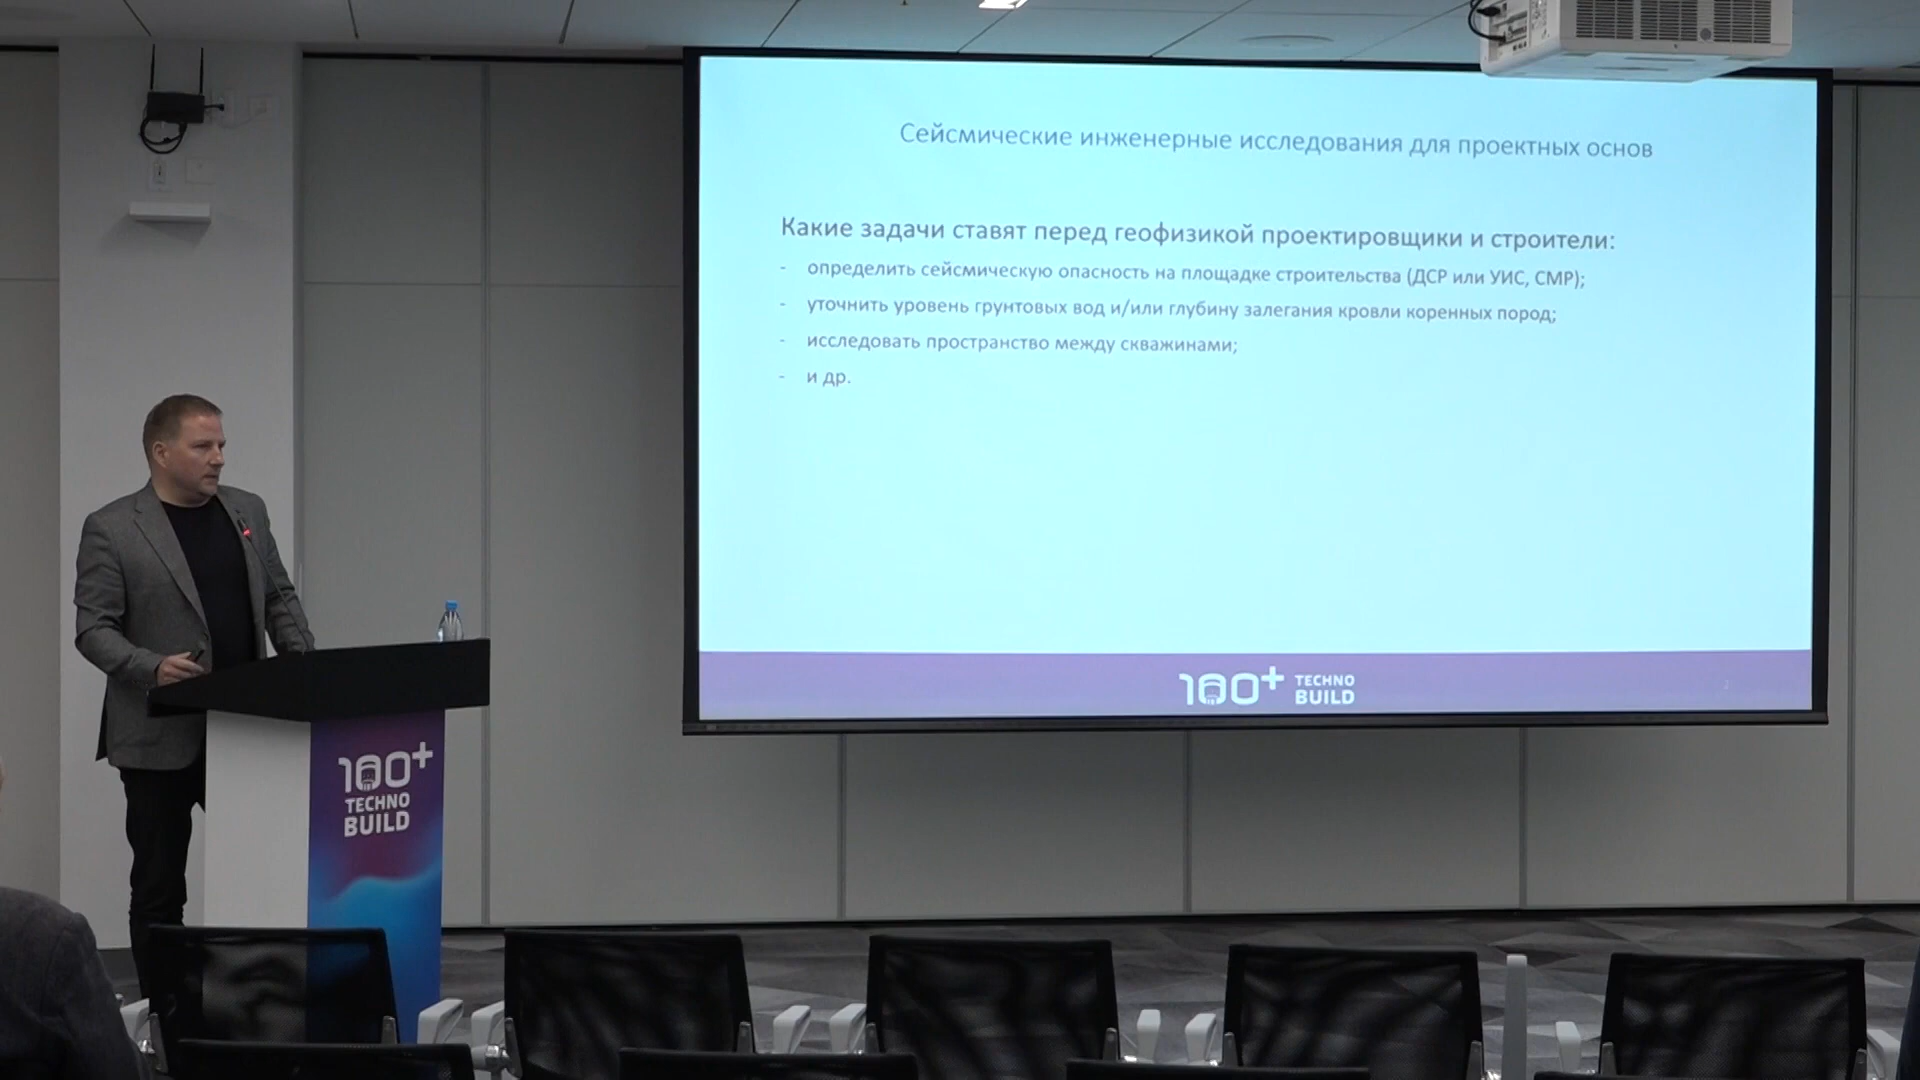 Сейсмические инженерные исследования для проектных основ
Какие задачи ставят перед геофизикой проектировщики и строители:
- определить сейсмическую опасность на площадке строительства (ДСР или УИС, СМР);
- уточнить уровень грунтовых вод и/или глубину залегания кровли коренных пород;
- исследовать пространство между скважинами;
- и др.
100+ TECHNO
BUILD
100+
TECHNO
BUILD